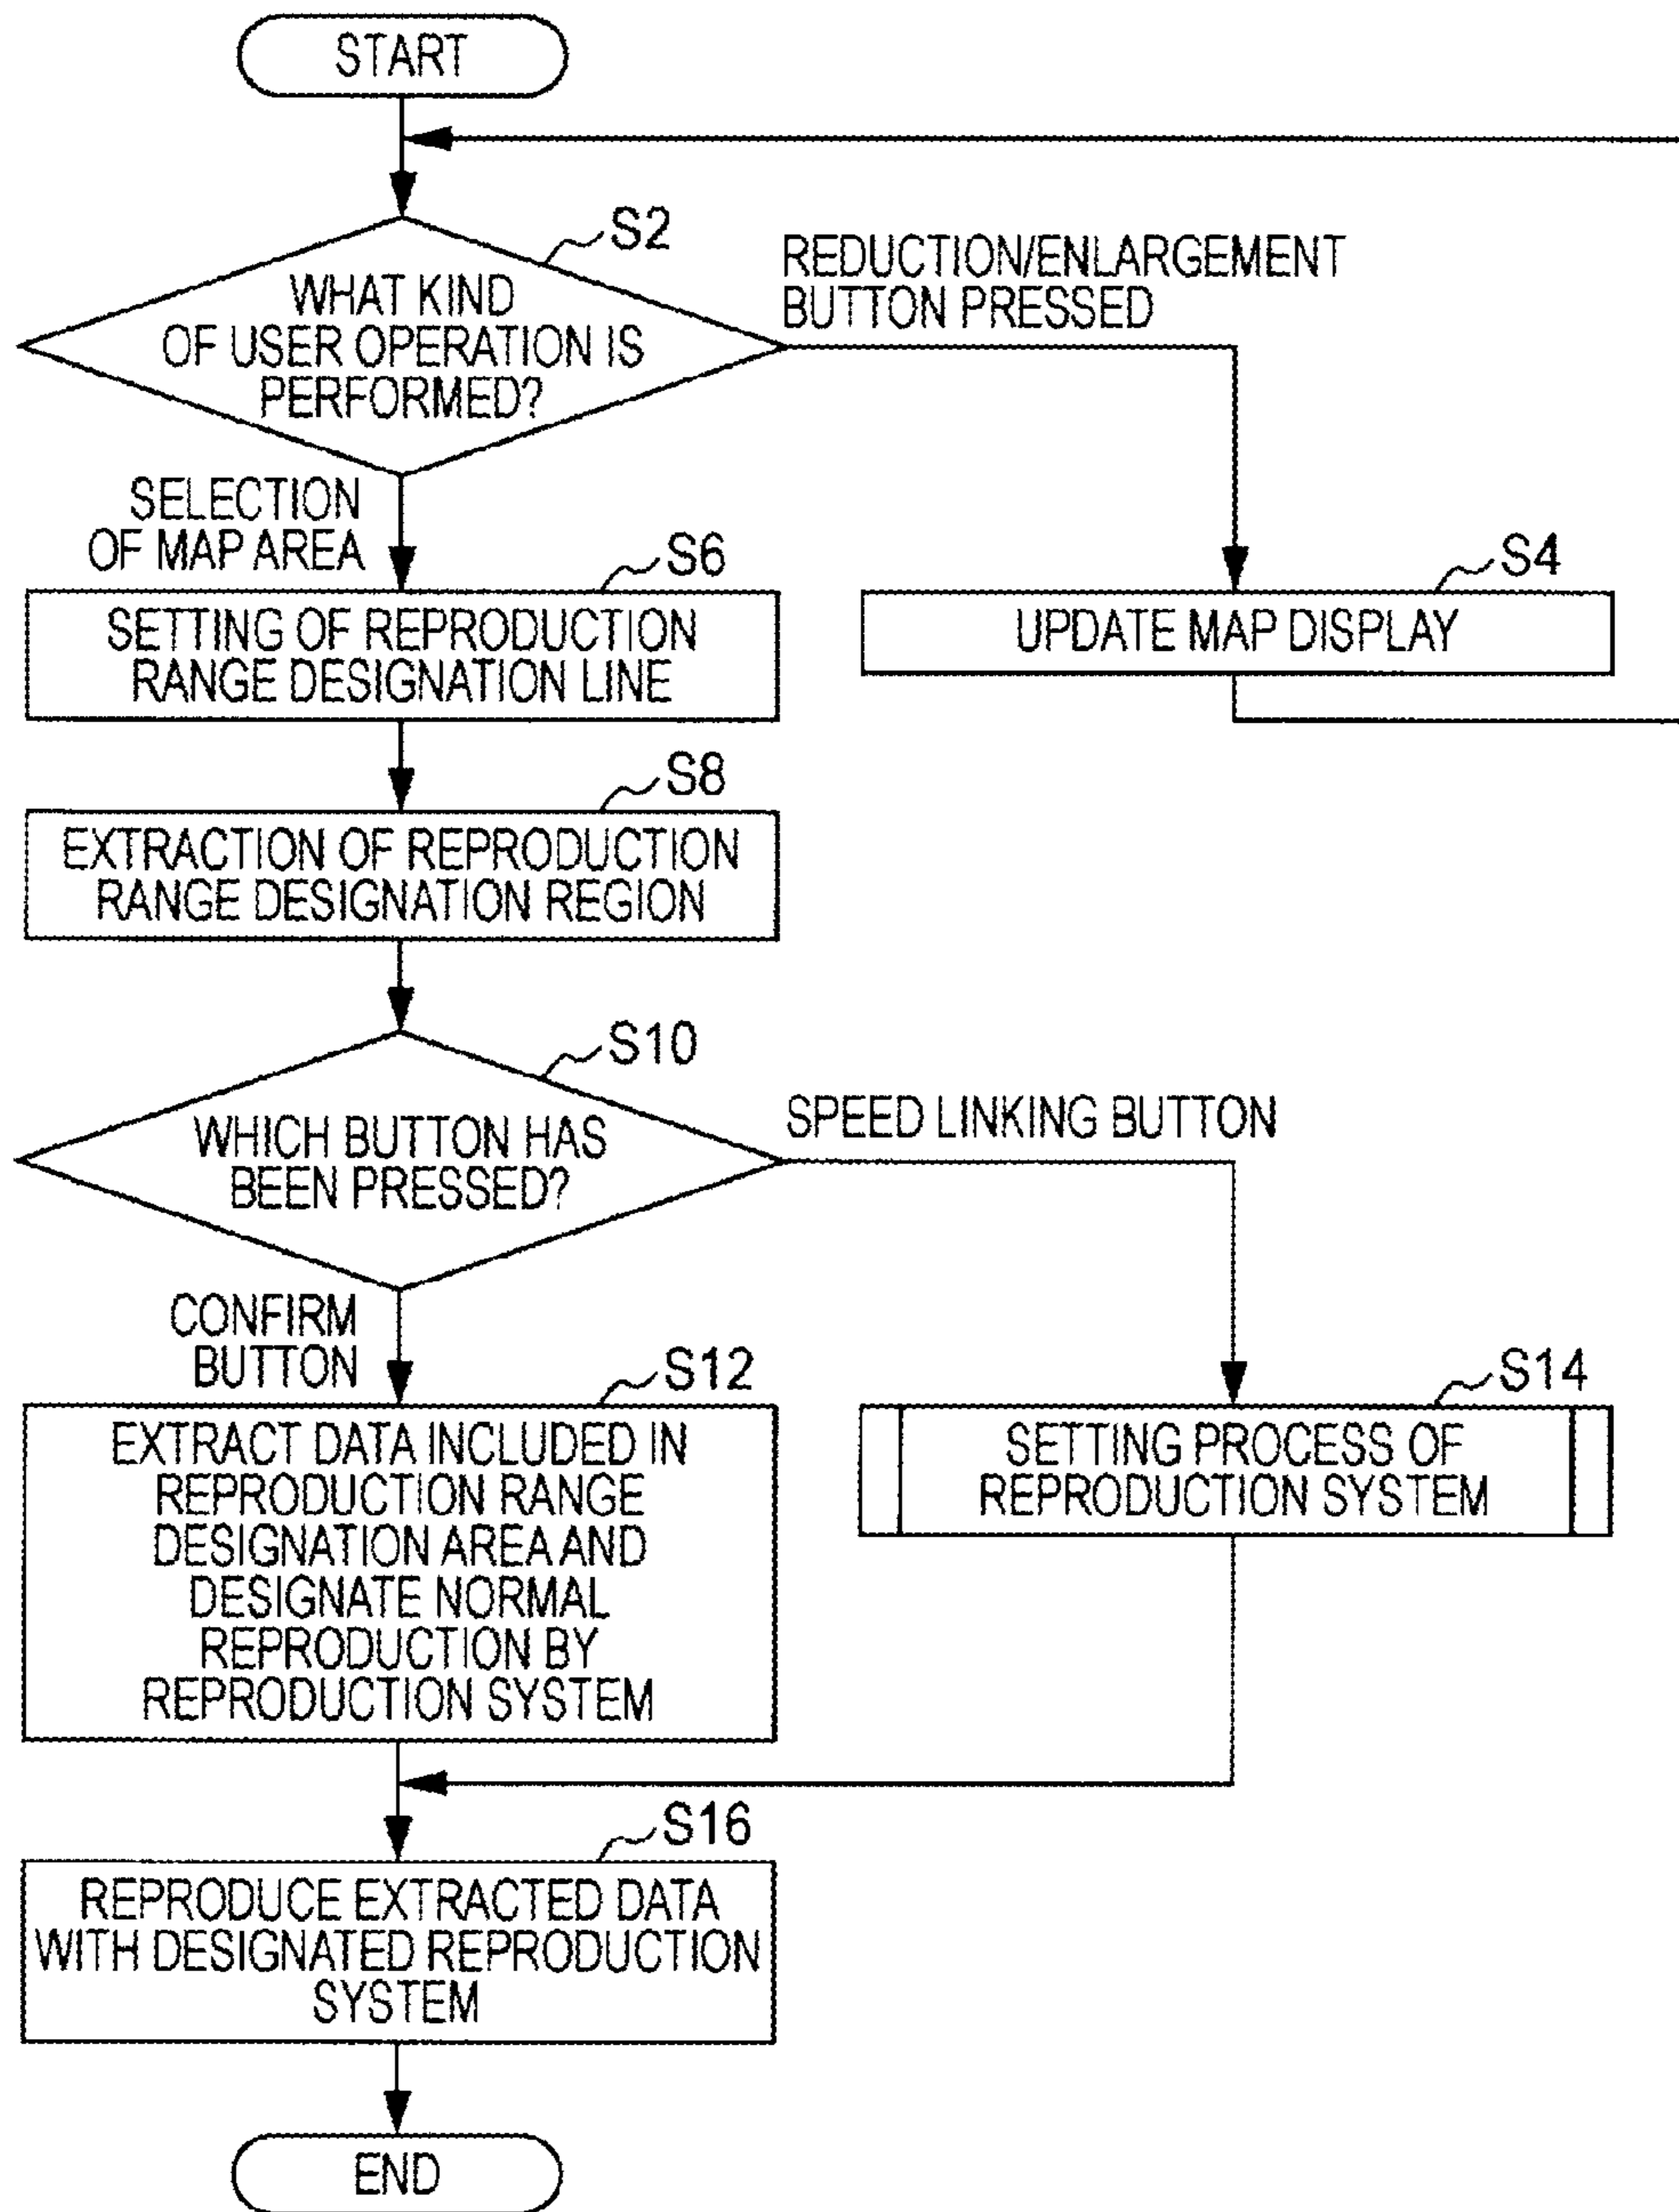 START
S2
WHAT KIND
OF USER OPERATION IS
PERFORMED?
REDUCTION/ENLARGEMENT
BUTTON PRESSED
SELECTION
OF MAP AREA
S6
SETTING OF REPRODUCTION
RANGE DESIGNATION LINE
S4
UPDATE MAP DISPLAY
S8
EXTRACTION OF REPRODUCTION
RANGE DESIGNATION REGION
S10
WHICH BUTTON HAS
BEEN PRESSED?
SPEED LINKING BUTTON
CONFIRM
BUTTON
S12
EXTRACT DATA INCLUDED IN
REPRODUCTION RANGE
DESIGNATION AREA AND
DESIGNATE NORMAL
REPRODUCTION BY
REPRODUCTION SYSTEM
S14
SETTING PROCESS OF
REPRODUCTION SYSTEM
S16
REPRODUCE EXTRACTED DATA
WITH DESIGNATED REPRODUCTION
SYSTEM
END